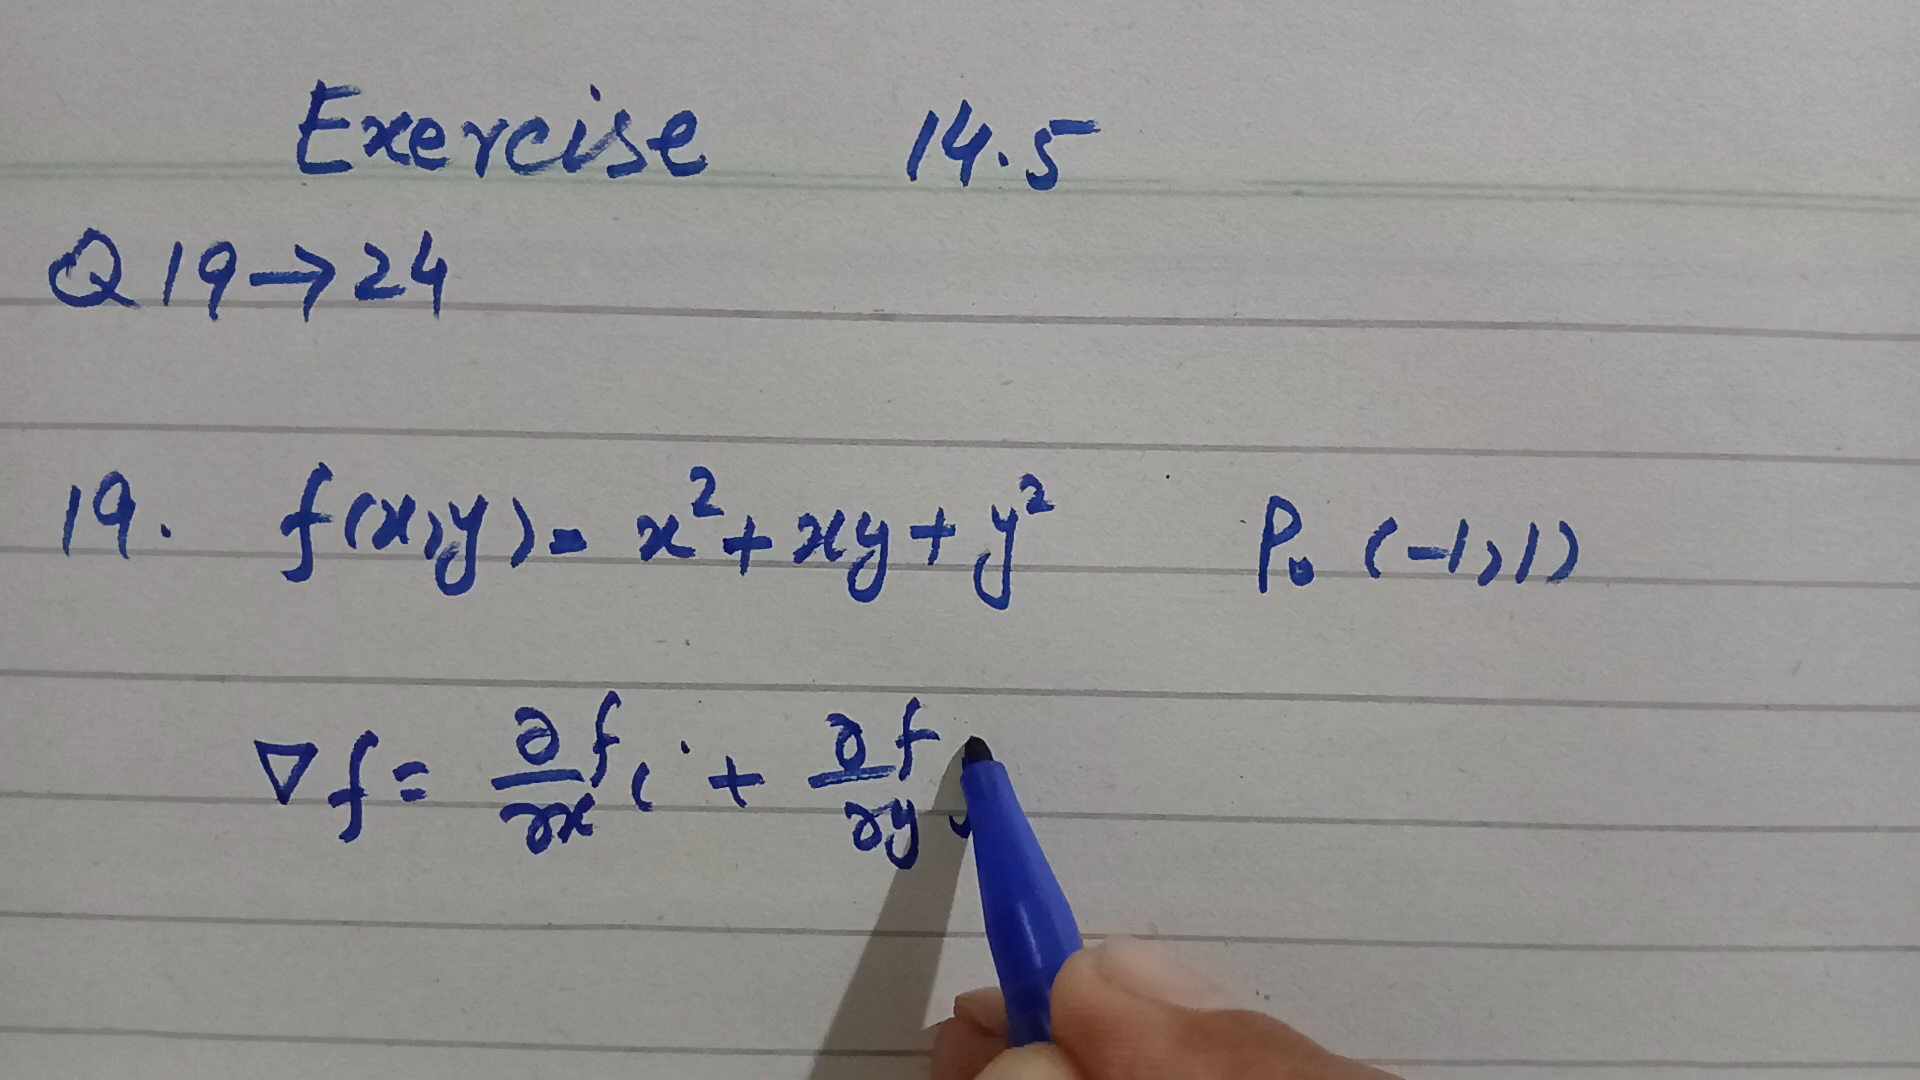 Exercise 14.5
Q 19→24
19. f(x,y) = x²+xy+y² P₀ (-1,1)
∇f = ∂f/∂x i + ∂f/∂y